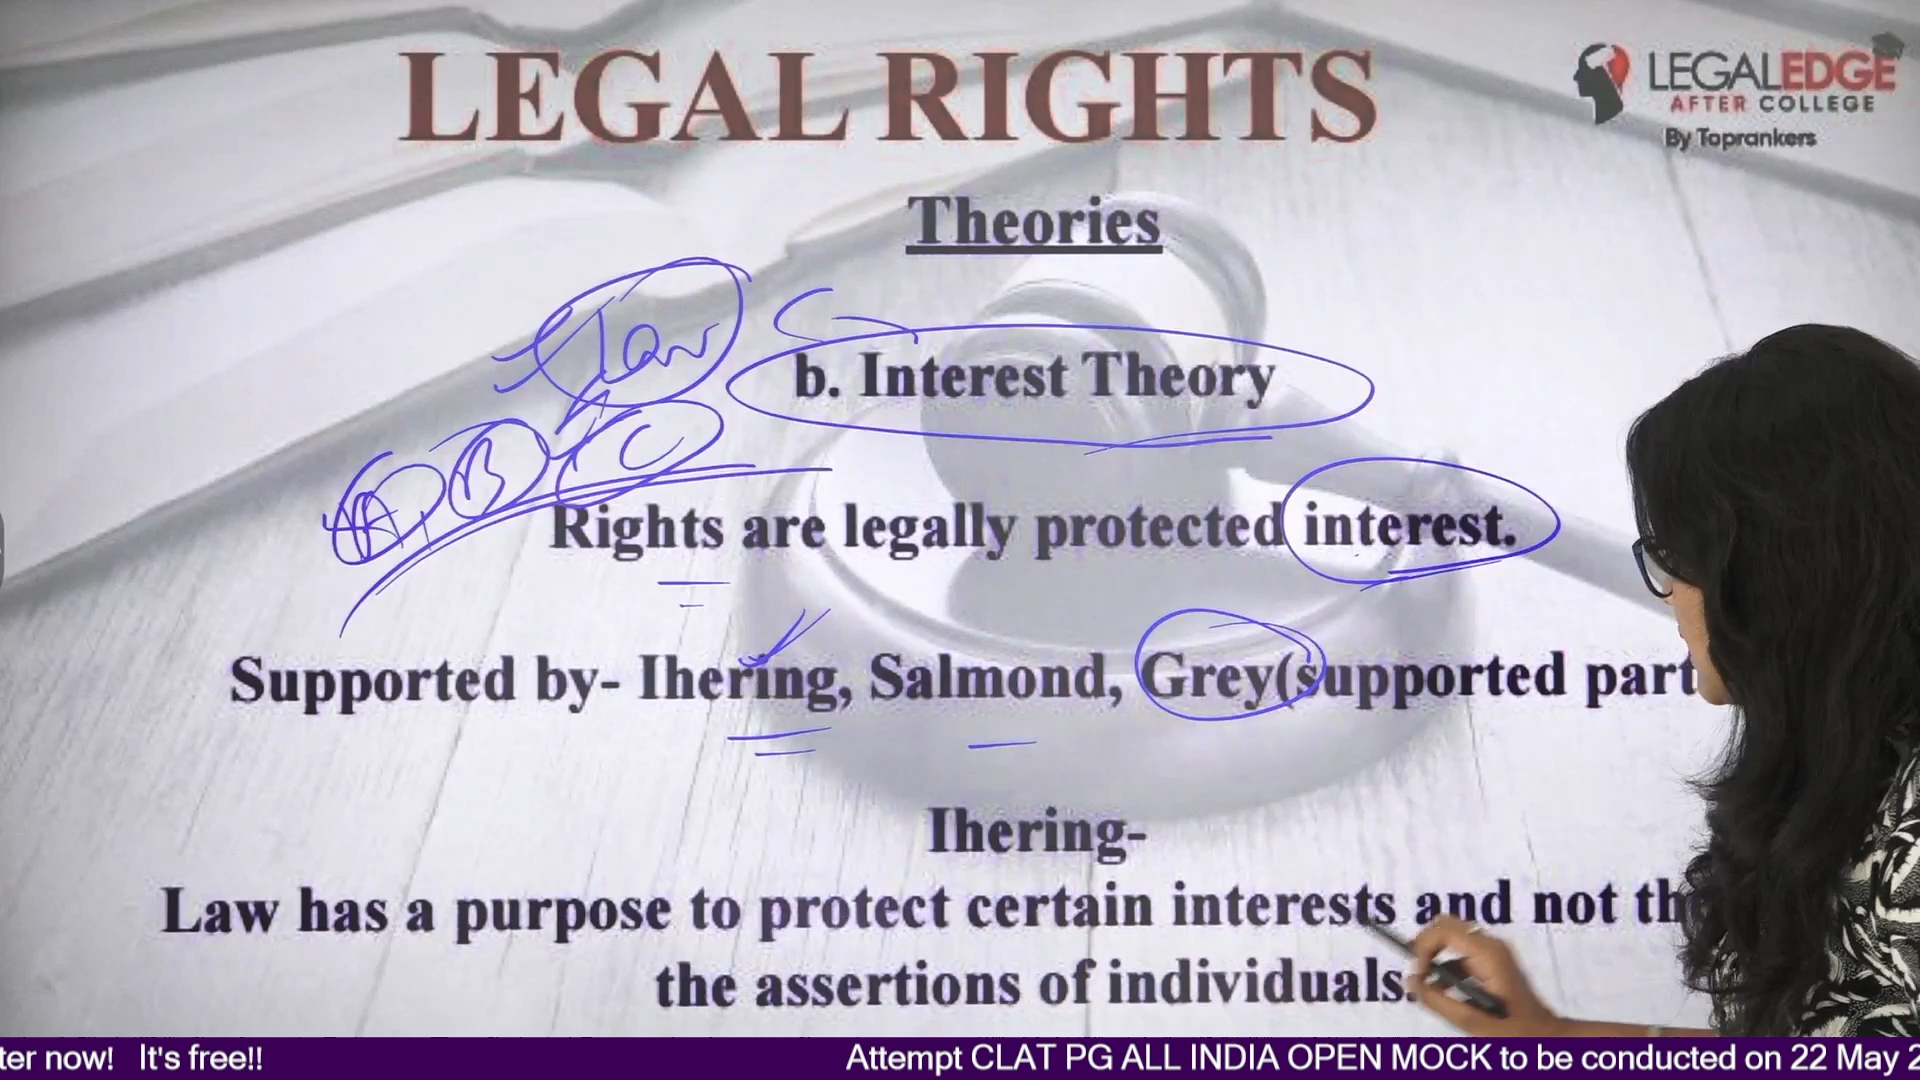 LEGAL RIGHTS
LEGALEDGE
AFTER COLLEGE
By Toprankers
Theories
Law
b. Interest Theory
A, B C
Rights are legally protected interest.
Supported by- Ihering, Salmond, Grey(supported part
Ihering-
Law has a purpose to protect certain interests and not th
the assertions of individuals.
ter now! It's free!! Attempt CLAT PG ALL INDIA OPEN MOCK to be conducted on 22 May 2